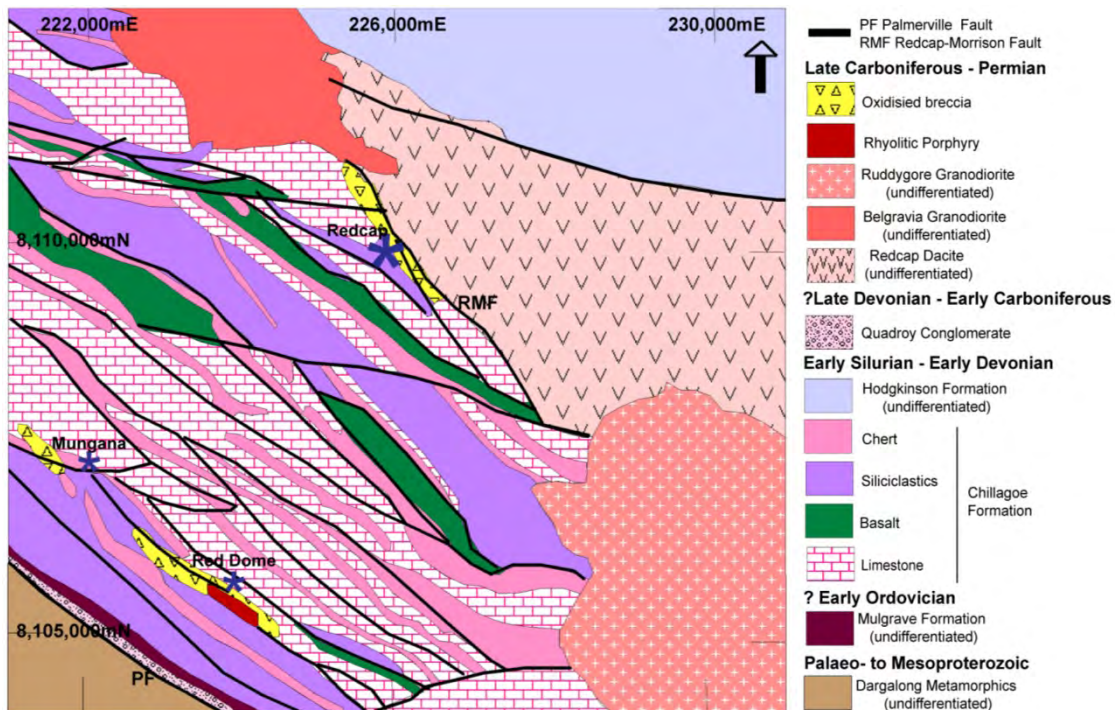 222,000mE
226,000mE
230,000mE
Redcap
8,110,000mN
RMF
Mungana
Red Dome
8,105,000mN
PF
PF Palmerville Fault
RMF Redcap-Morrison Fault
Late Carboniferous - Permian
Oxidisied breccia
Rhyolitic Porphyry
Ruddygore Granodiorite
(undifferentiated)
Belgravia Granodiorite
(undifferentiated)
Redcap Dacite
(undifferentiated)
?Late Devonian - Early Carboniferous
Quadroy Conglomerate
Early Silurian - Early Devonian
Hodgkinson Formation
(undifferentiated)
Chert
Siliciclastics
Basalt
Limestone
Chillagoe
Formation
? Early Ordovician
Mulgrave Formation
(undifferentiated)
Palaeo- to Mesoproterozoic
Dargalong Metamorphics
(undifferentiated)